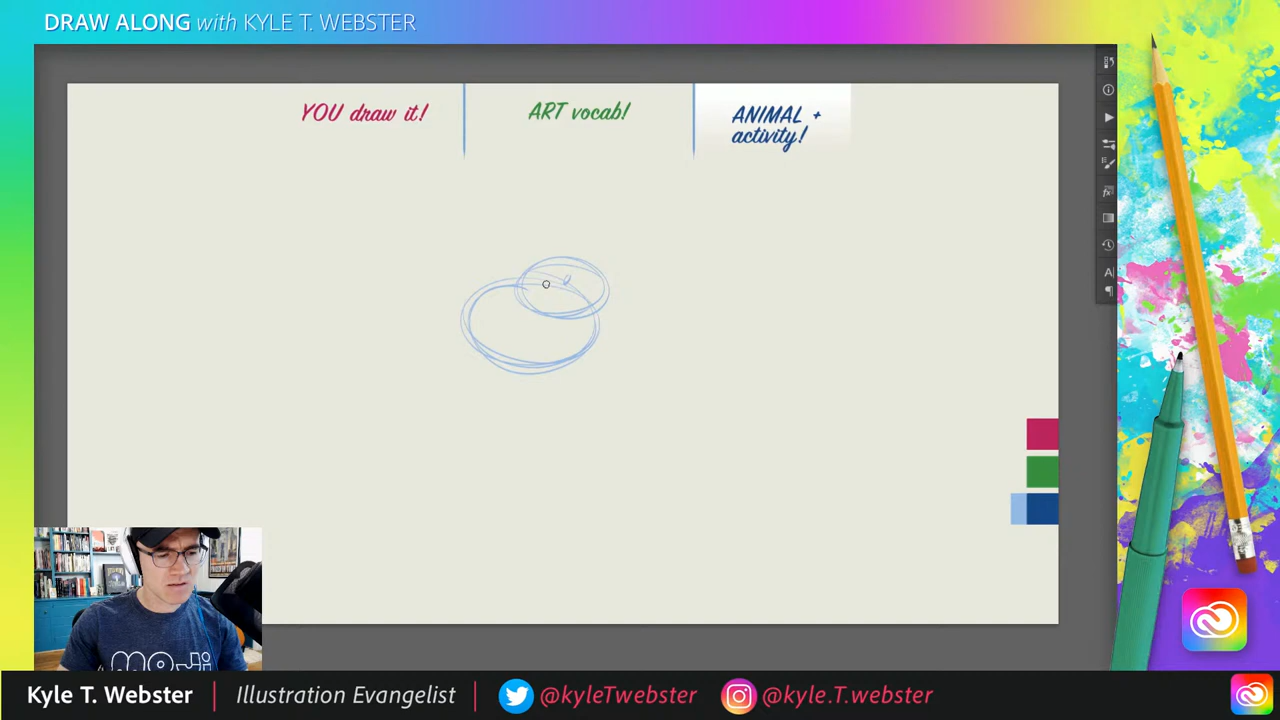 DRAW ALONG with KYLE T. WEBSTER
YOU draw it!
ART vocab!
ANIMAL +
activity!
moji
Kyle T. Webster | Illustration Evangelist | @kyleTwebster @kyle.T.webster